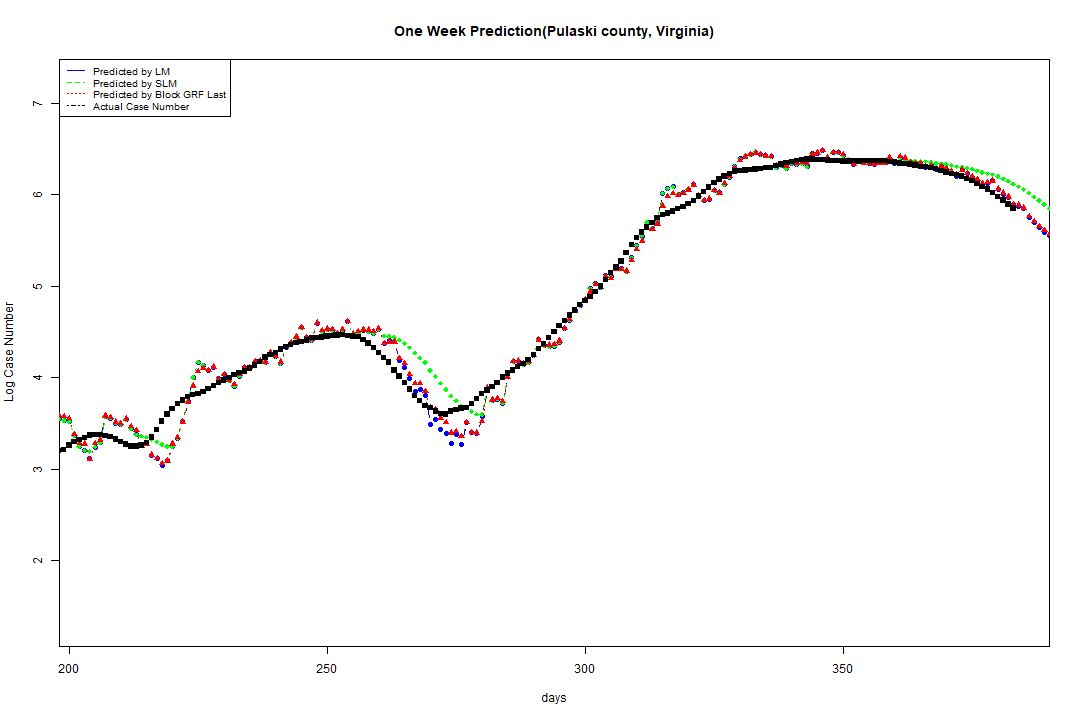 One Week Prediction(Pulaski county, Virginia)
Predicted by LM
Predicted by SLM
Predicted by Block GRF Last
Actual Case Number
7
6
5
4
3
2
Log Case Number
200 250 300 350
days